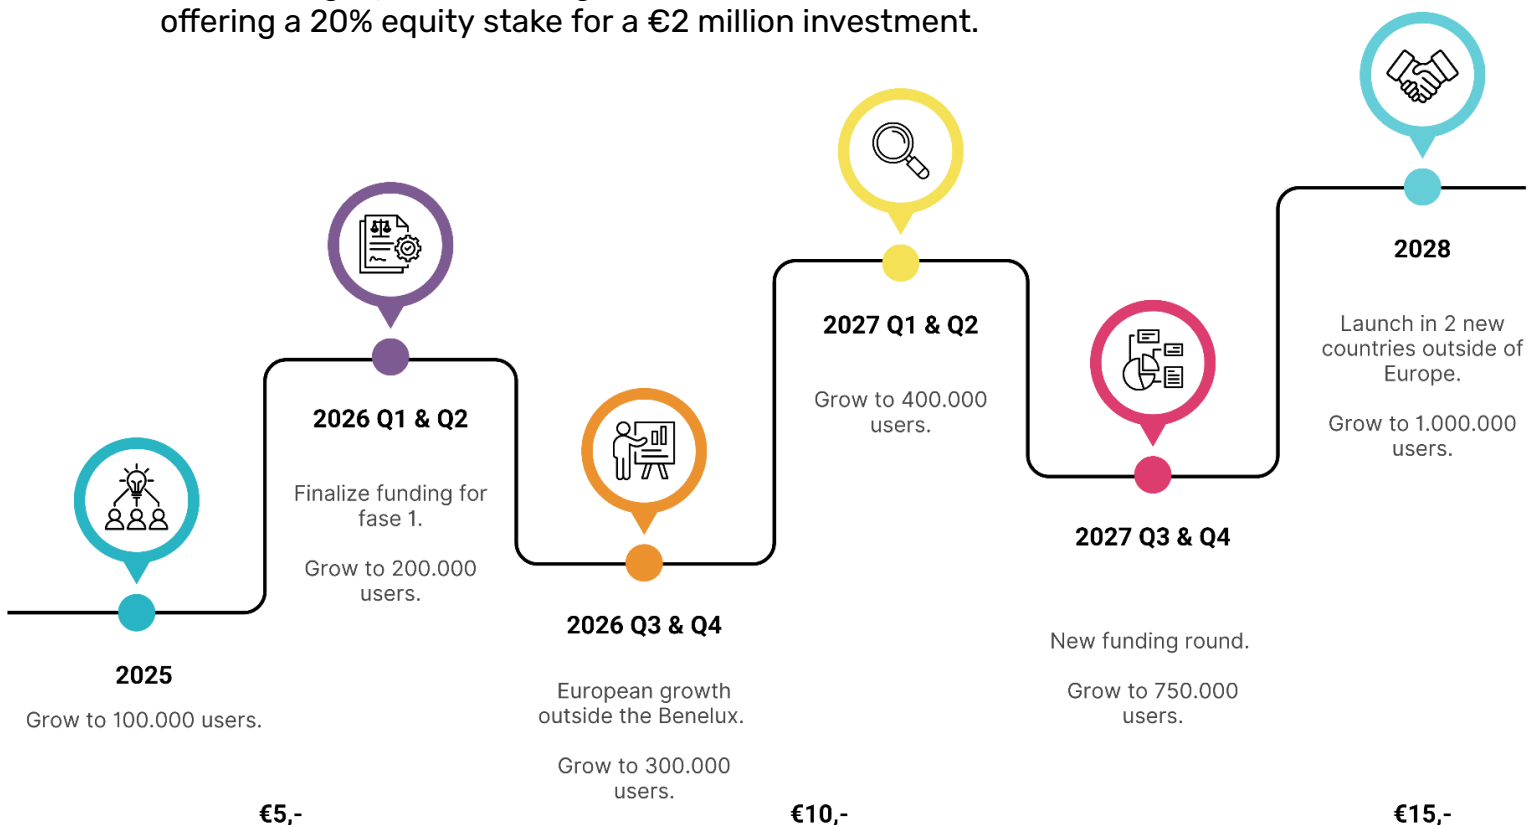 offering a 20% equity stake for a €2 million investment.
2025
Grow to 100.000 users.
2026 Q1 & Q2
Finalize funding for
fase 1.
Grow to 200.000
users.
2026 Q3 & Q4
European growth
outside the Benelux.
Grow to 300.000
users.
2027 Q1 & Q2
Grow to 400.000
users.
2027 Q3 & Q4
New funding round.
Grow to 750.000
users.
2028
Launch in 2 new
countries outside of
Europe.
Grow to 1.000.000
users.
€5,-
€10,-
€15,-